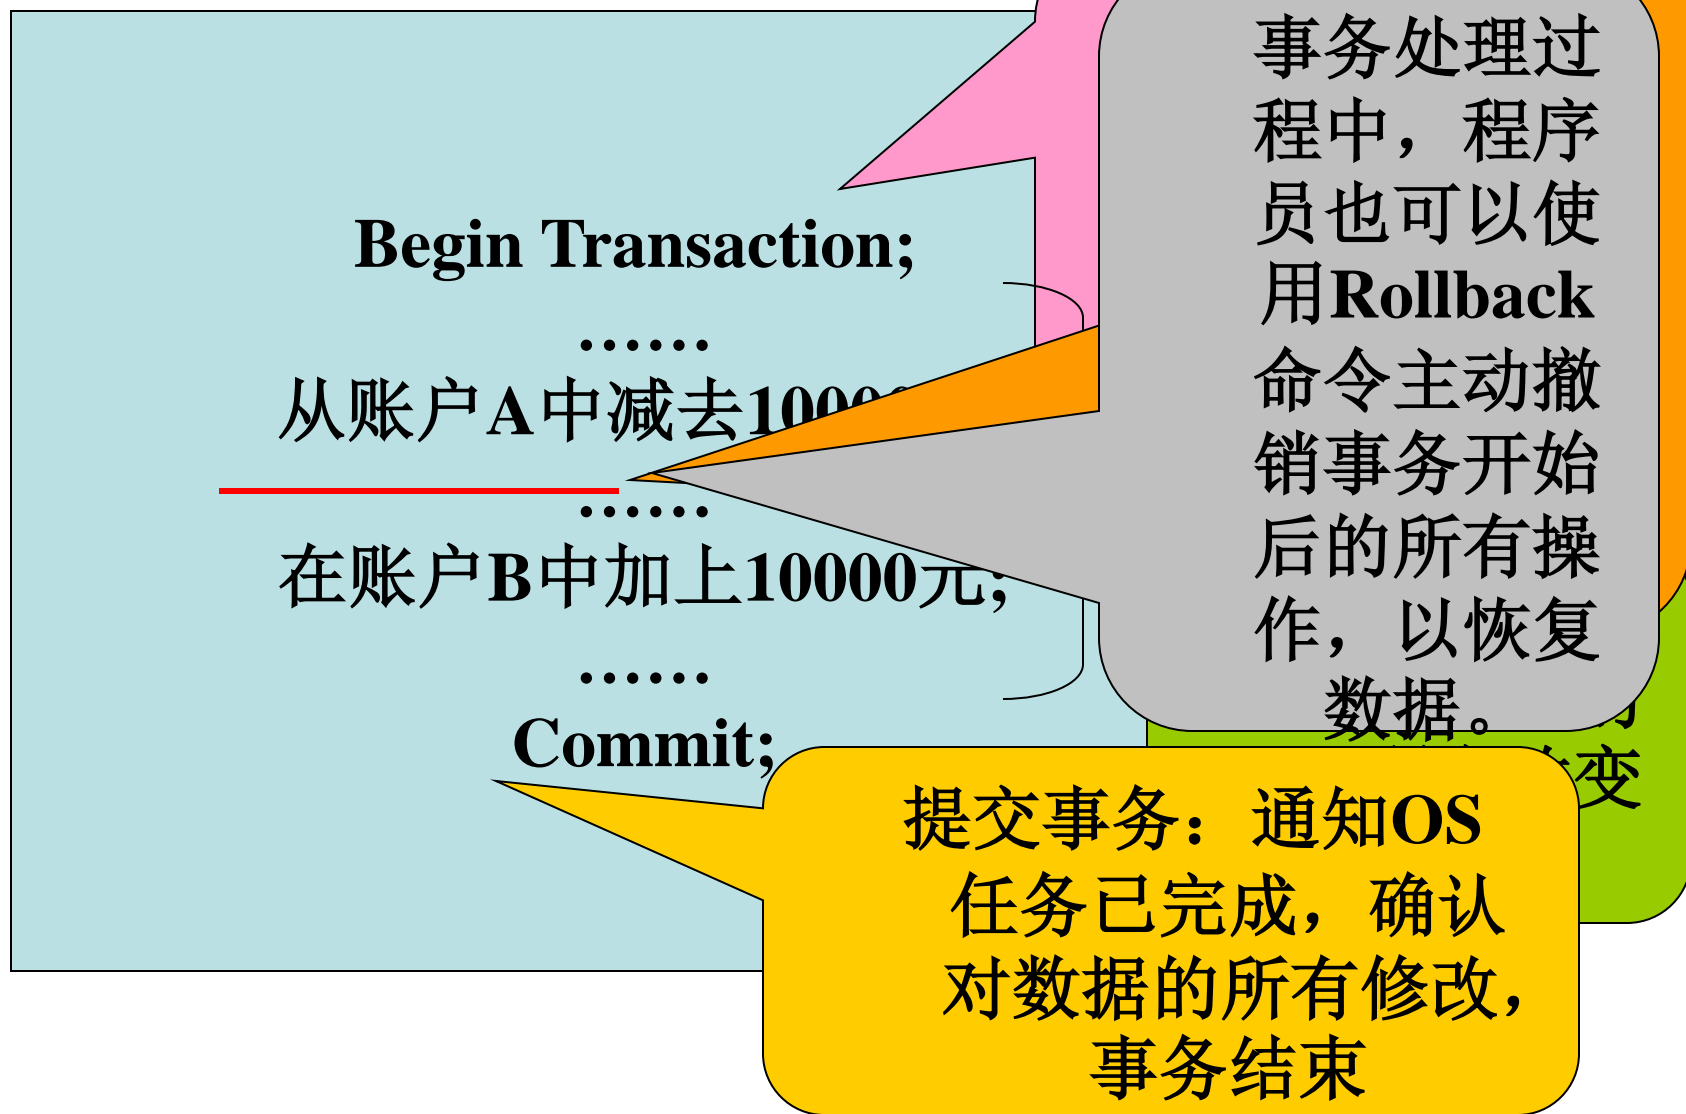 Begin Transaction;
……
从账户A中减去1000
……
在账户B中加上10000元;
……
Commit;
事务处理过
程中，程序
员也可以使
用Rollback
命令主动撤
销事务开始
后的所有操
作，以恢复
数据。
变
提交事务：通知OS
任务已完成，确认
对数据的所有修改，
事务结束